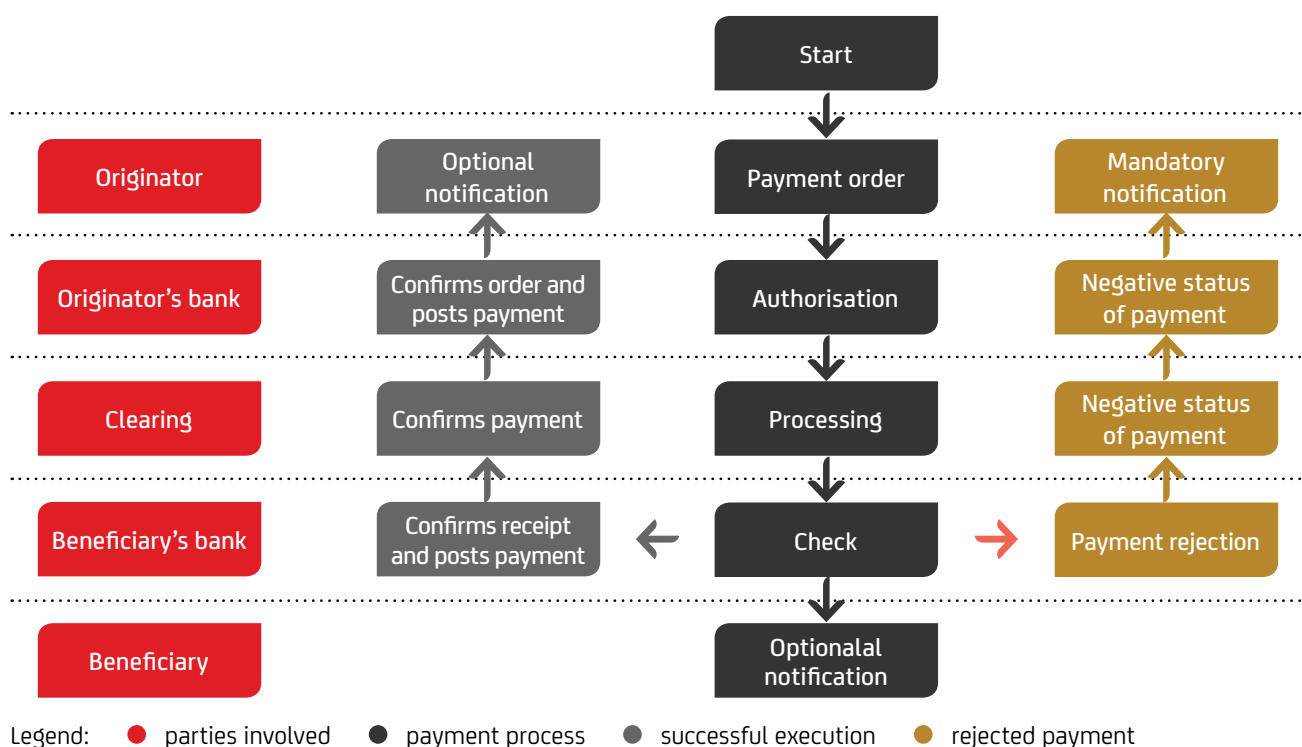 Start
Originator
Optional
notification
Payment order
Mandatory
notification
Originator’s bank
Confirms order and
posts payment
Authorisation
Negative status
of payment
Clearing
Confirms payment
Processing
Negative status
of payment
Beneficiary’s bank
Confirms receipt
and posts payment
Check
Payment rejection
Beneficiary
Optionalal
notification
Legend: parties involved payment process successful execution rejected payment